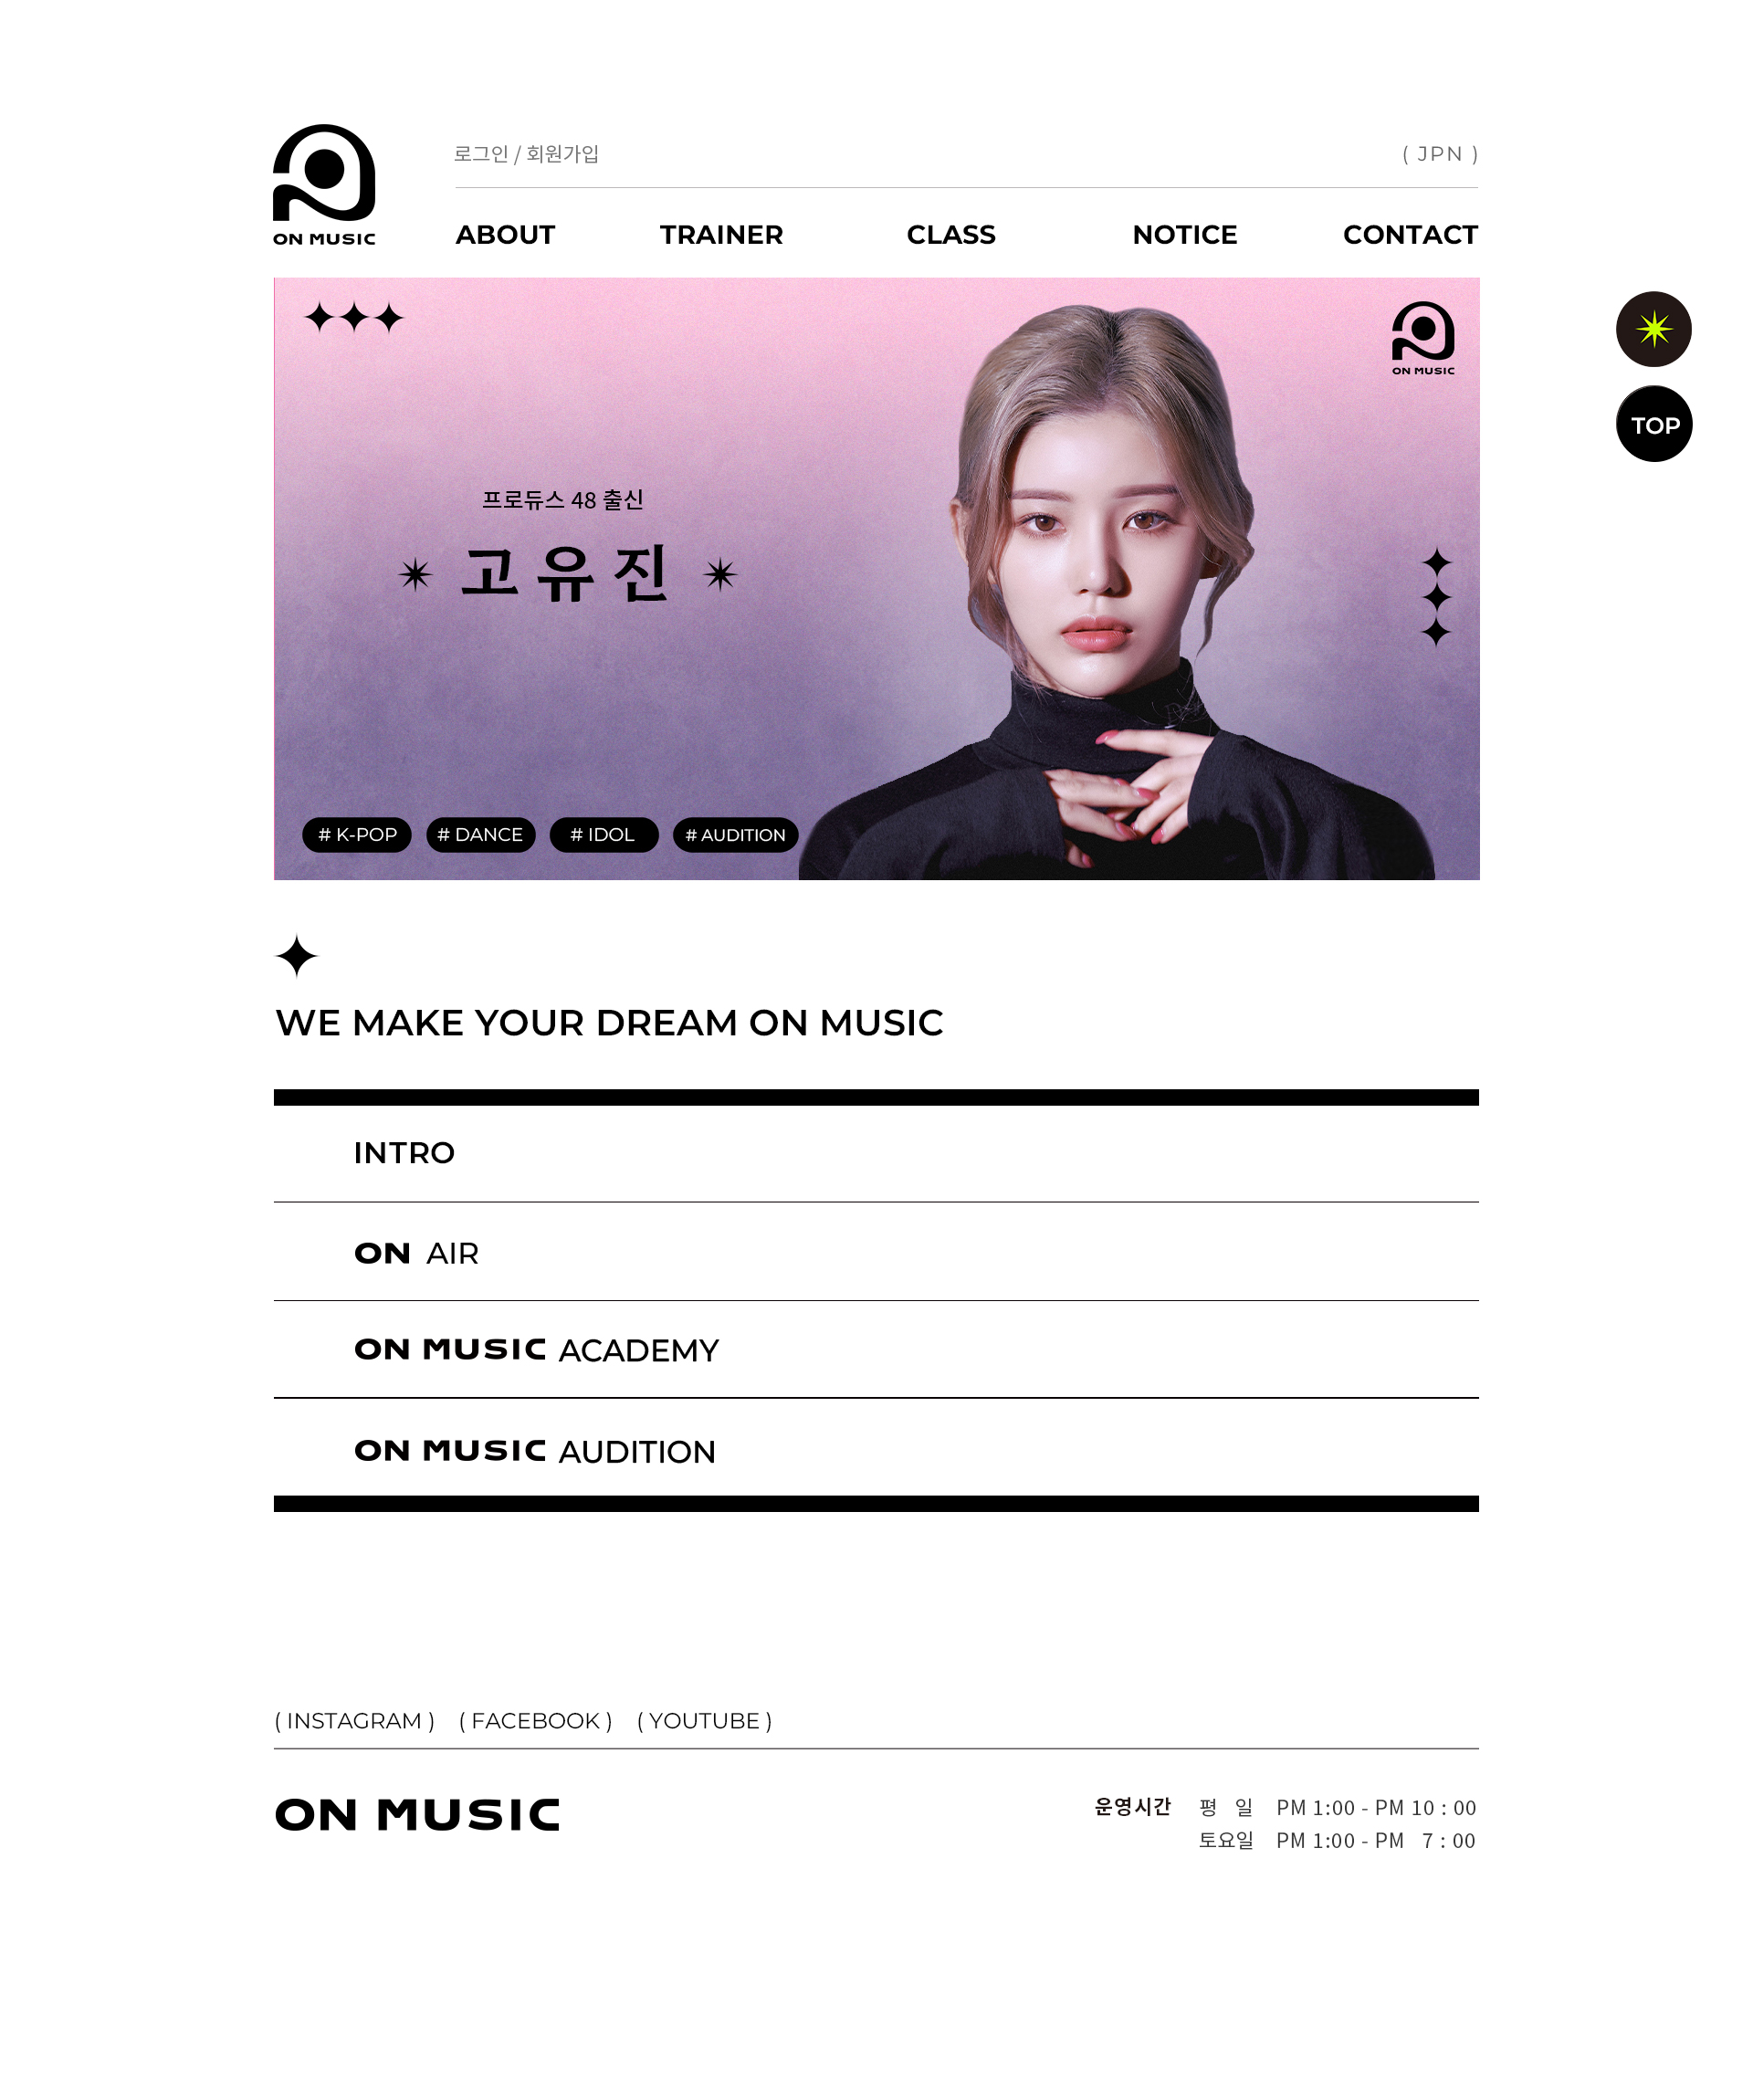 로그인 / 회원가입
( JPN )
ON MUSIC
ABOUT TRAINER CLASS NOTICE CONTACT
ON MUSIC
TOP
프로듀스 48 출신
고유진
# K-POP # DANCE # IDOL # AUDITION
WE MAKE YOUR DREAM ON MUSIC
INTRO
ON AIR
ON MUSIC ACADEMY
ON MUSIC AUDITION
( INSTAGRAM ) ( FACEBOOK ) ( YOUTUBE )
ON MUSIC
운영시간 평 일 PM 1:00 - PM 10 : 00
토요일 PM 1:00 - PM 7 : 00